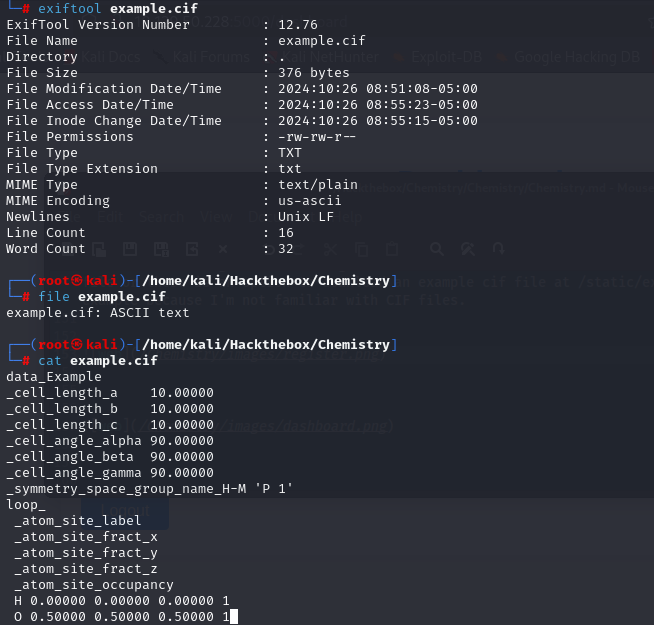 └─# exiftool example.cif
ExifTool Version Number         : 12.76
File Name                       : example.cif
Directory                       : .
File Size                       : 376 bytes
File Modification Date/Time     : 2024:10:26 08:51:08-05:00
File Access Date/Time           : 2024:10:26 08:55:23-05:00
File Inode Change Date/Time     : 2024:10:26 08:55:15-05:00
File Permissions                : -rw-rw-r--
File Type                       : TXT
File Type Extension             : txt
MIME Type                       : text/plain
MIME Encoding                   : us-ascii
Newlines                        : Unix LF
Line Count                      : 16
Word Count                      : 32
┌──(root㉿kali)-[/home/kali/Hackthebox/Chemistry]
└─# file example.cif
example.cif: ASCII text
┌──(root㉿kali)-[/home/kali/Hackthebox/Chemistry]
└─# cat example.cif
data_Example
_cell_length_a    10.00000
_cell_length_b    10.00000
_cell_length_c    10.00000
_cell_angle_alpha 90.00000
_cell_angle_beta  90.00000
_cell_angle_gamma 90.00000
_symmetry_space_group_name_H-M 'P 1'
loop_
 _atom_site_label
 _atom_site_fract_x
 _atom_site_fract_y
 _atom_site_fract_z
 _atom_site_occupancy
 H 0.00000 0.00000 0.00000 1
 O 0.50000 0.50000 0.50000 1